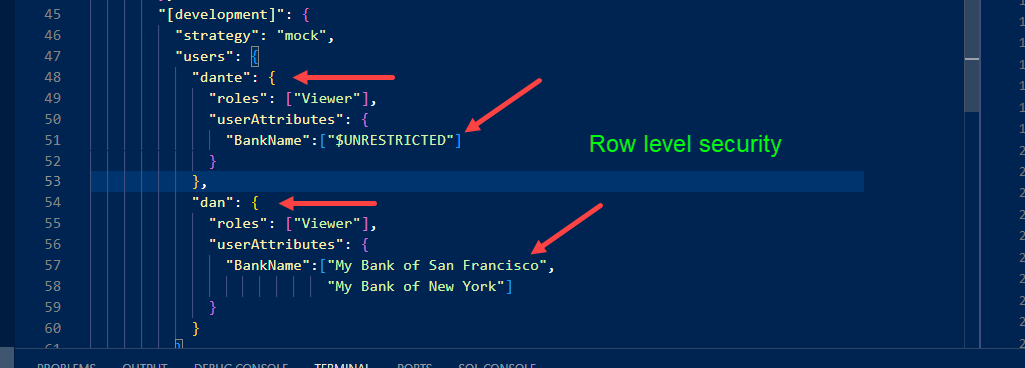 45 "[development]": {
46 "strategy": "mock",
47 "users": {
48 "dante": {
49 "roles": ["Viewer"],
50 "userAttributes": {
51 "BankName":["$UNRESTRICTED"]
52 }
53 },
54 "dan": {
55 "roles": ["Viewer"],
56 "userAttributes": {
57 "BankName":["My Bank of San Francisco",
58 "My Bank of New York"]
59 }
60 }
61 }
Row level security
PROBLEMS OUTPUT DEBUG CONSOLE TERMINAL PORTS SQL CONSOLE